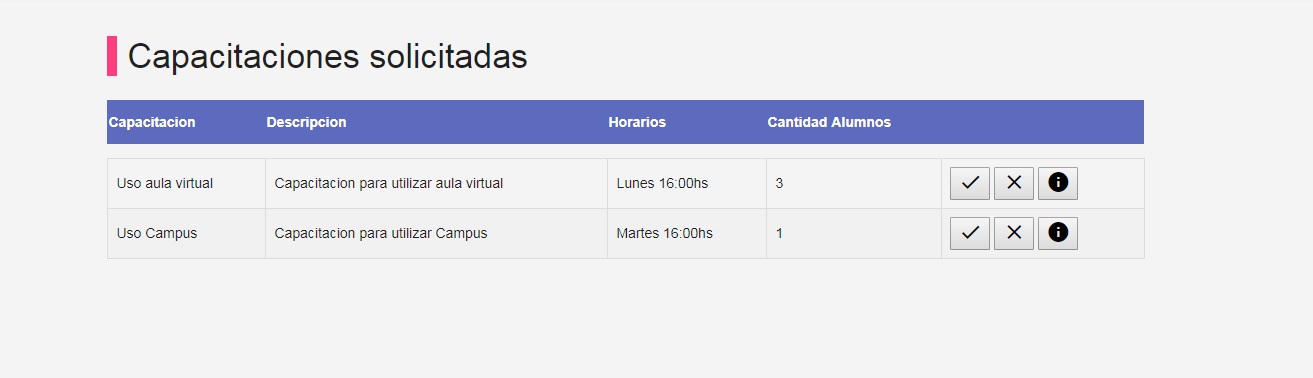 Capacitaciones solicitadas
Capacitacion Descripcion Horarios Cantidad Alumnos
Uso aula virtual Capacitacion para utilizar aula virtual Lunes 16:00hs 3
Uso Campus Capacitacion para utilizar Campus Martes 16:00hs 1